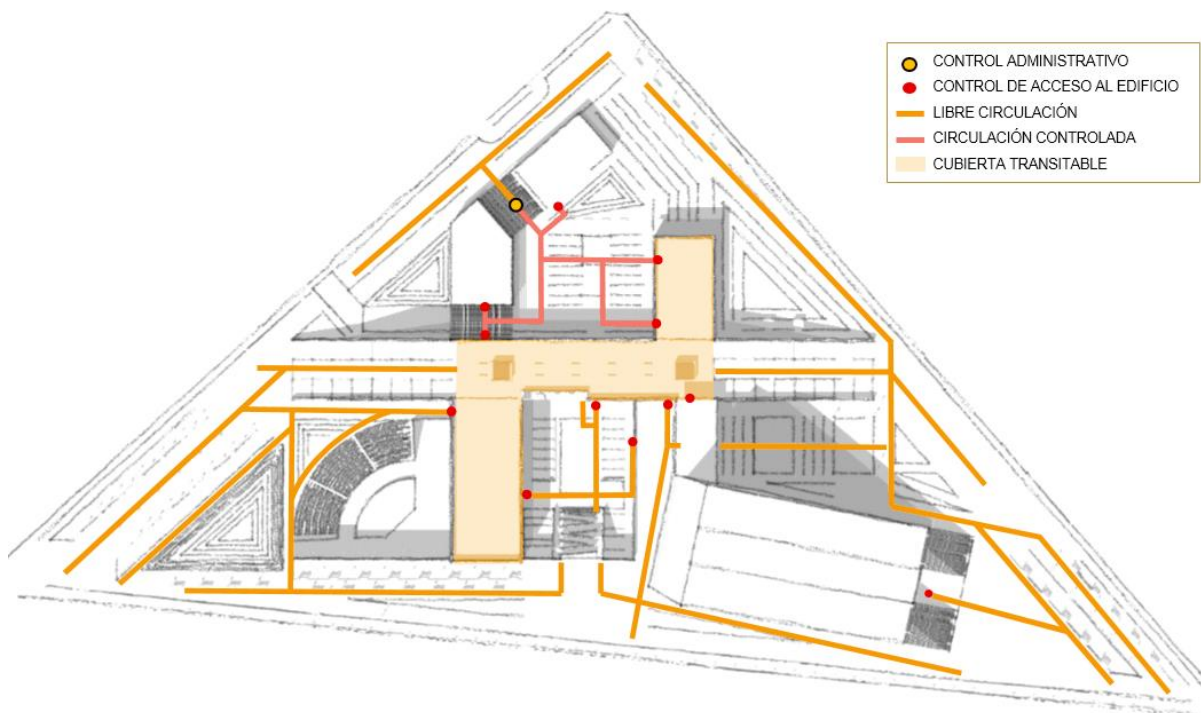 CONTROL ADMINISTRATIVO
CONTROL DE ACCESO AL EDIFICIO
LIBRE CIRCULACIÓN
CIRCULACIÓN CONTROLADA
CUBIERTA TRANSITABLE